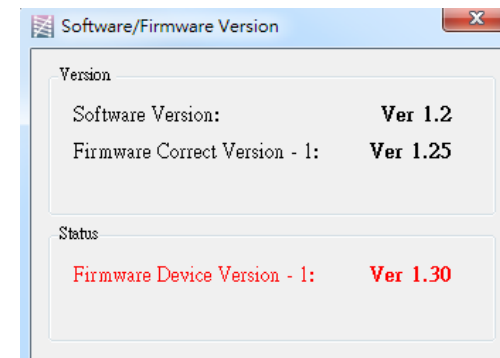 Software/Firmware Version
Version
Software Version: Ver 1.2
Firmware Correct Version - 1: Ver 1.25
Status
Firmware Device Version - 1: Ver 1.30